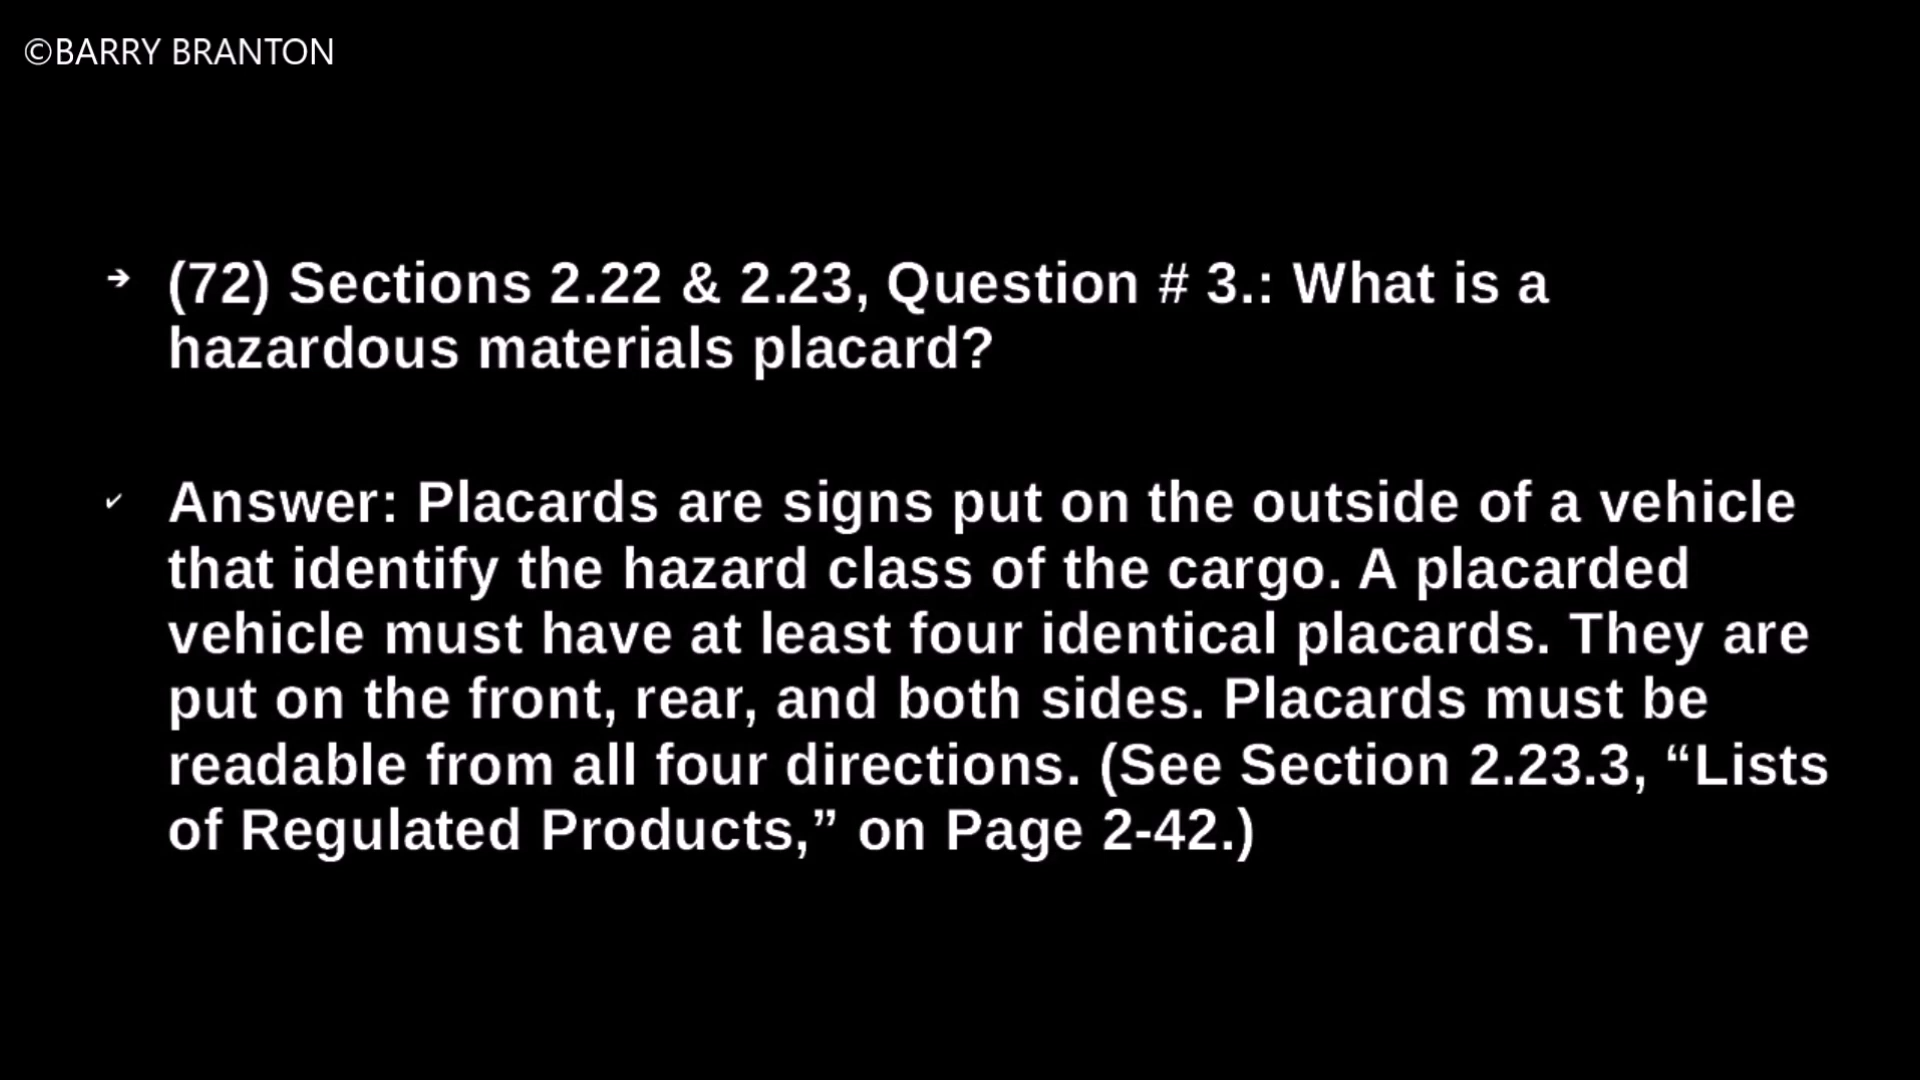 ©BARRY BRANTON
➔ (72) Sections 2.22 & 2.23, Question # 3.: What is a
hazardous materials placard?
✓ Answer: Placards are signs put on the outside of a vehicle
that identify the hazard class of the cargo. A placarded
vehicle must have at least four identical placards. They are
put on the front, rear, and both sides. Placards must be
readable from all four directions. (See Section 2.23.3, “Lists
of Regulated Products,” on Page 2-42.)